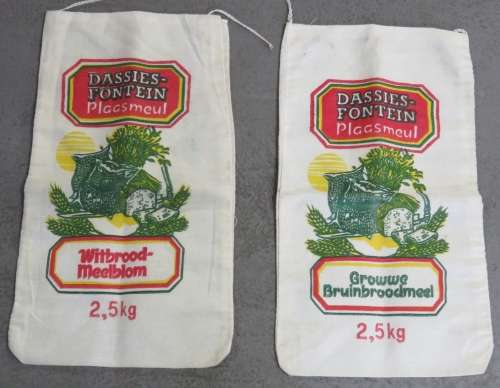 DASSIES-
FONTEIN
Plaasmeul
Witbrood-
Meelblom
2,5kg
DASSIES-
FONTEIN
Plaasmeul
Growwe
Bruinbroodmeel
2,5kg